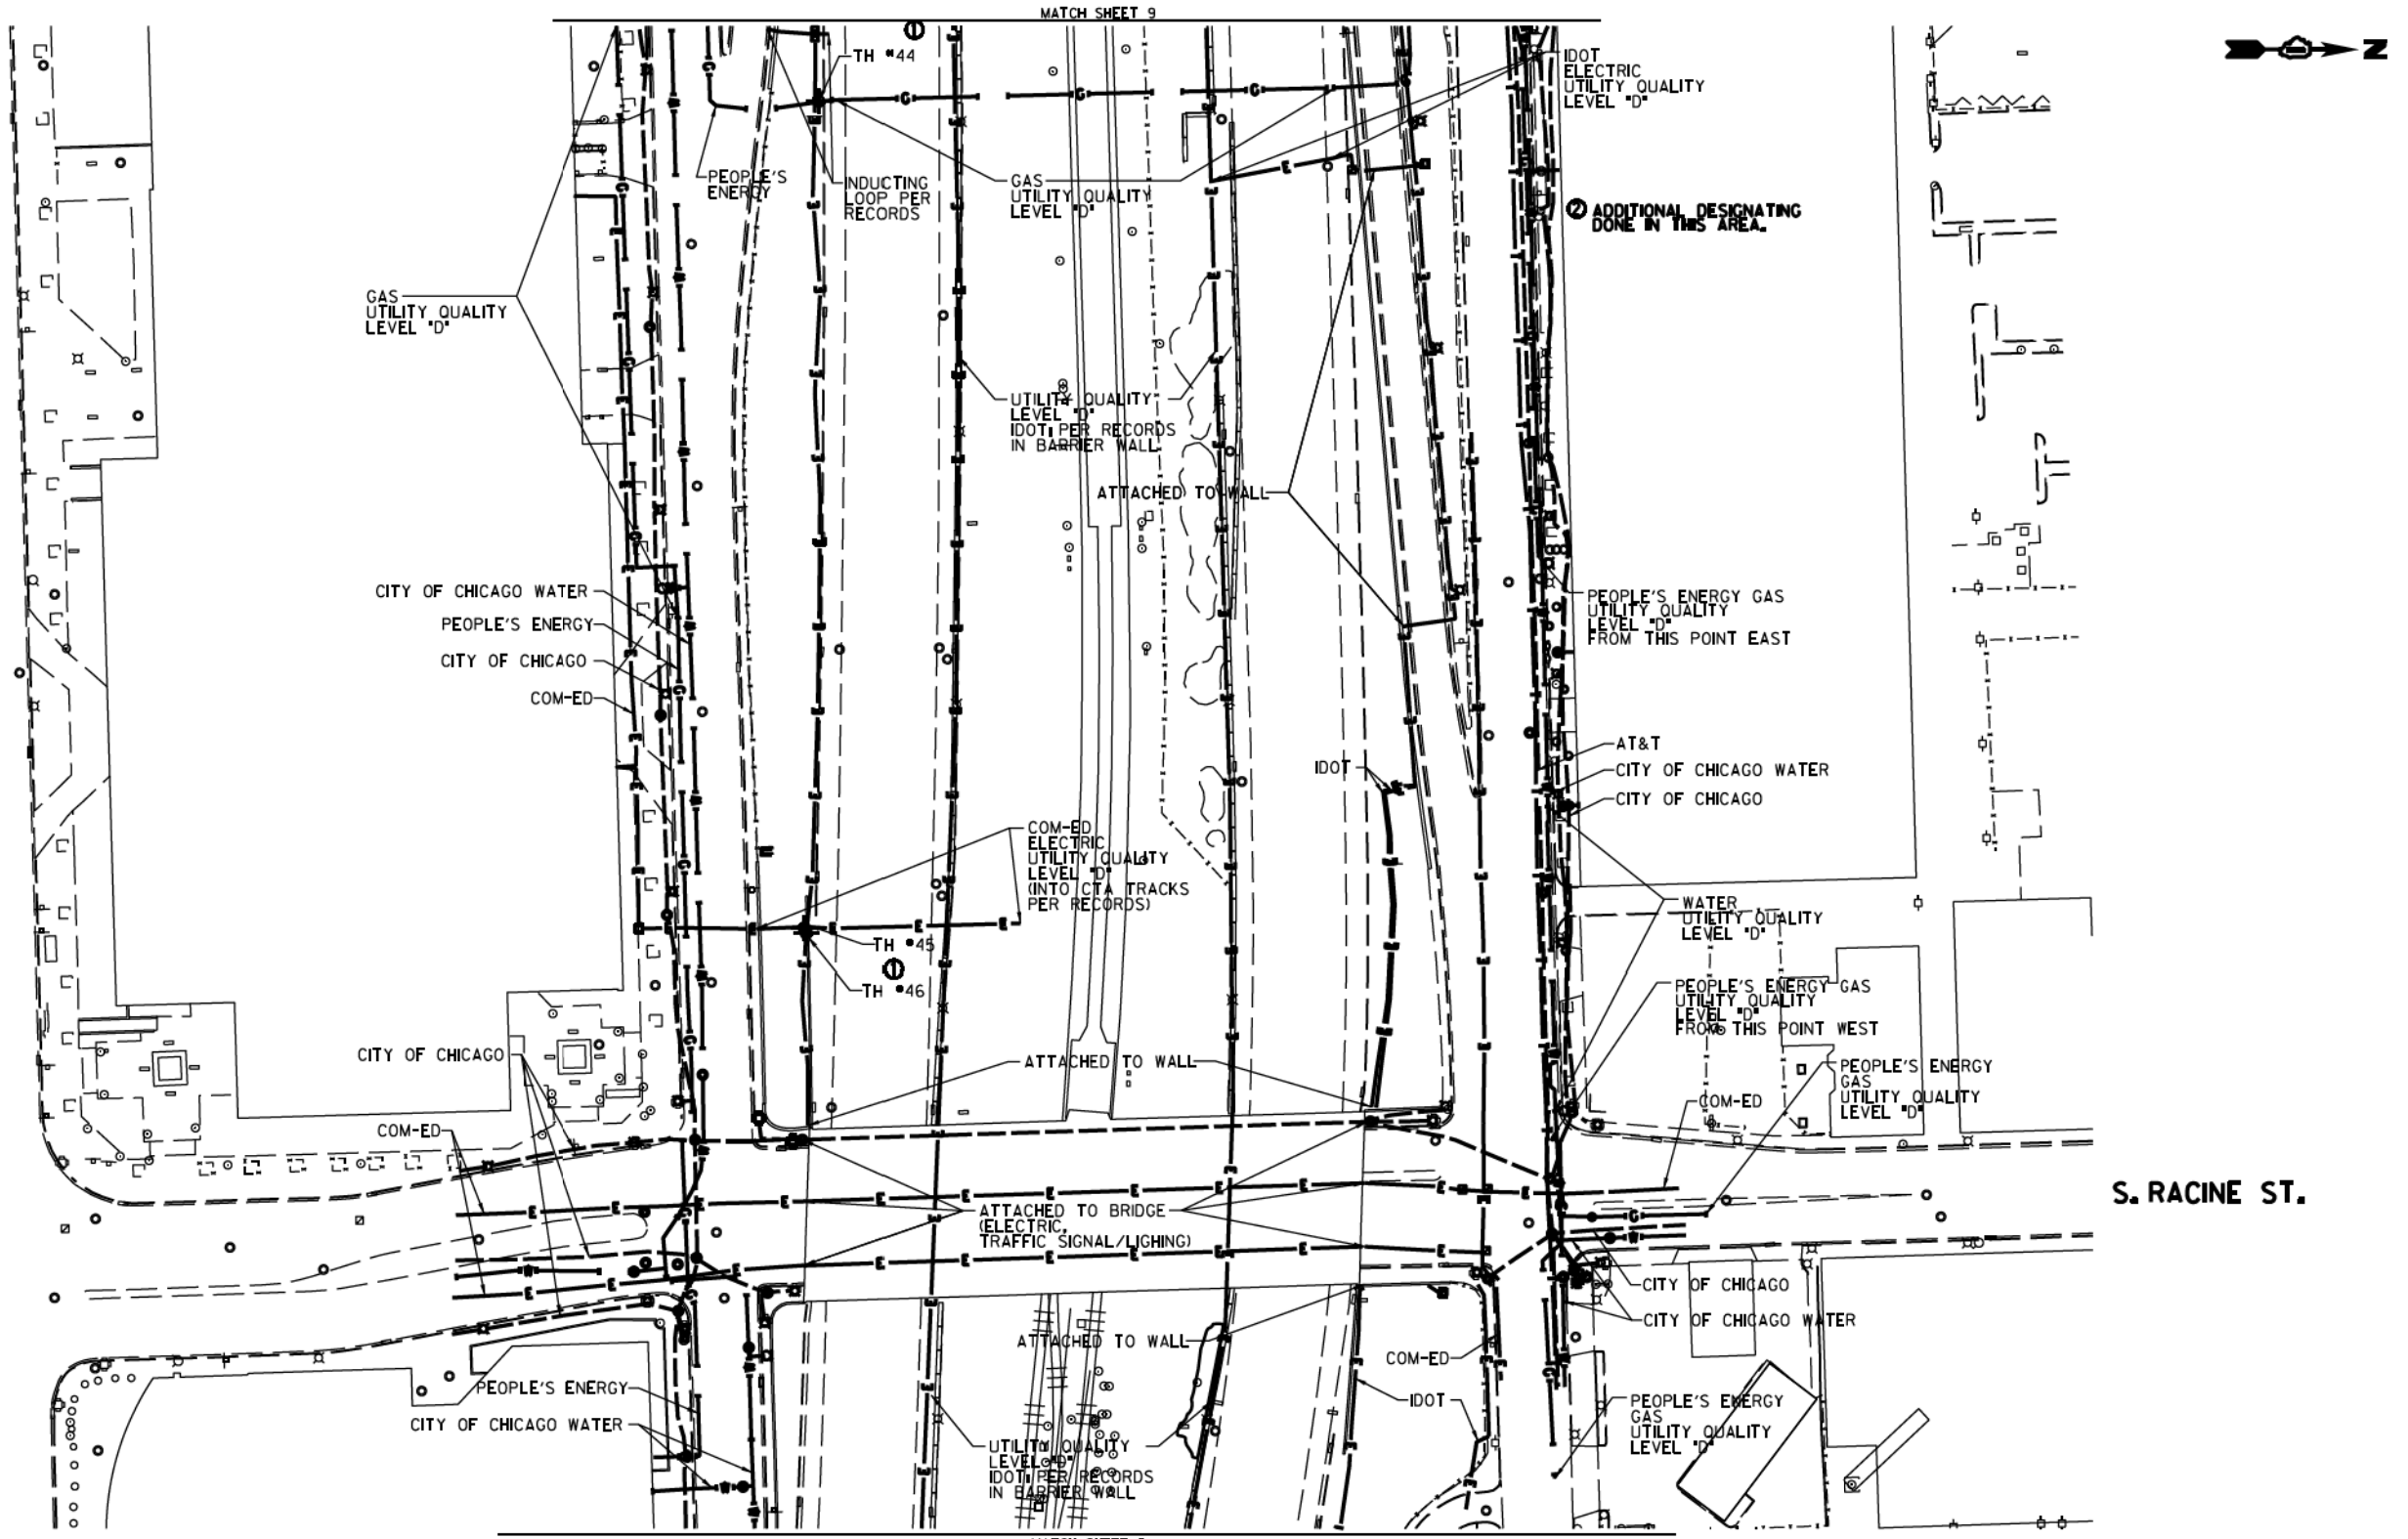 MATCH SHEET 9
N
①
TH #44
IDOT
ELECTRIC
UTILITY QUALITY
LEVEL "D"
PEOPLE'S
ENERGY
INDUCTING
LOOP PER
RECORDS
GAS
UTILITY QUALITY
LEVEL "D"
② ADDITIONAL DESIGNATING
DONE IN THIS AREA.
GAS
UTILITY QUALITY
LEVEL "D"
UTILITY QUALITY
LEVEL "D"
IDOT, PER RECORDS
IN BARRIER WALL
ATTACHED TO WALL
CITY OF CHICAGO WATER
PEOPLE'S ENERGY
CITY OF CHICAGO
COM-ED
PEOPLE'S ENERGY GAS
UTILITY QUALITY
LEVEL "D"
FROM THIS POINT EAST
AT&T
CITY OF CHICAGO WATER
CITY OF CHICAGO
IDOT
COM-ED
ELECTRIC
UTILITY QUALITY
LEVEL "D"
(INTO CTA TRACKS
PER RECORDS)
WATER
UTILITY QUALITY
LEVEL "D"
TH #45
①
TH #46
PEOPLE'S ENERGY GAS
UTILITY QUALITY
LEVEL "D"
FROM THIS POINT WEST
CITY OF CHICAGO
ATTACHED TO WALL
PEOPLE'S ENERGY
GAS
UTILITY QUALITY
LEVEL "D"
COM-ED
COM-ED
S. RACINE ST.
ATTACHED TO BRIDGE
(ELECTRIC,
TRAFFIC SIGNAL/LIGHING)
CITY OF CHICAGO
CITY OF CHICAGO WATER
ATTACHED TO WALL
COM-ED
PEOPLE'S ENERGY
CITY OF CHICAGO WATER
IDOT
PEOPLE'S ENERGY
GAS
UTILITY QUALITY
LEVEL "D"
UTILITY QUALITY
LEVEL "D"
IDOT, PER RECORDS
IN BARRIER WALL